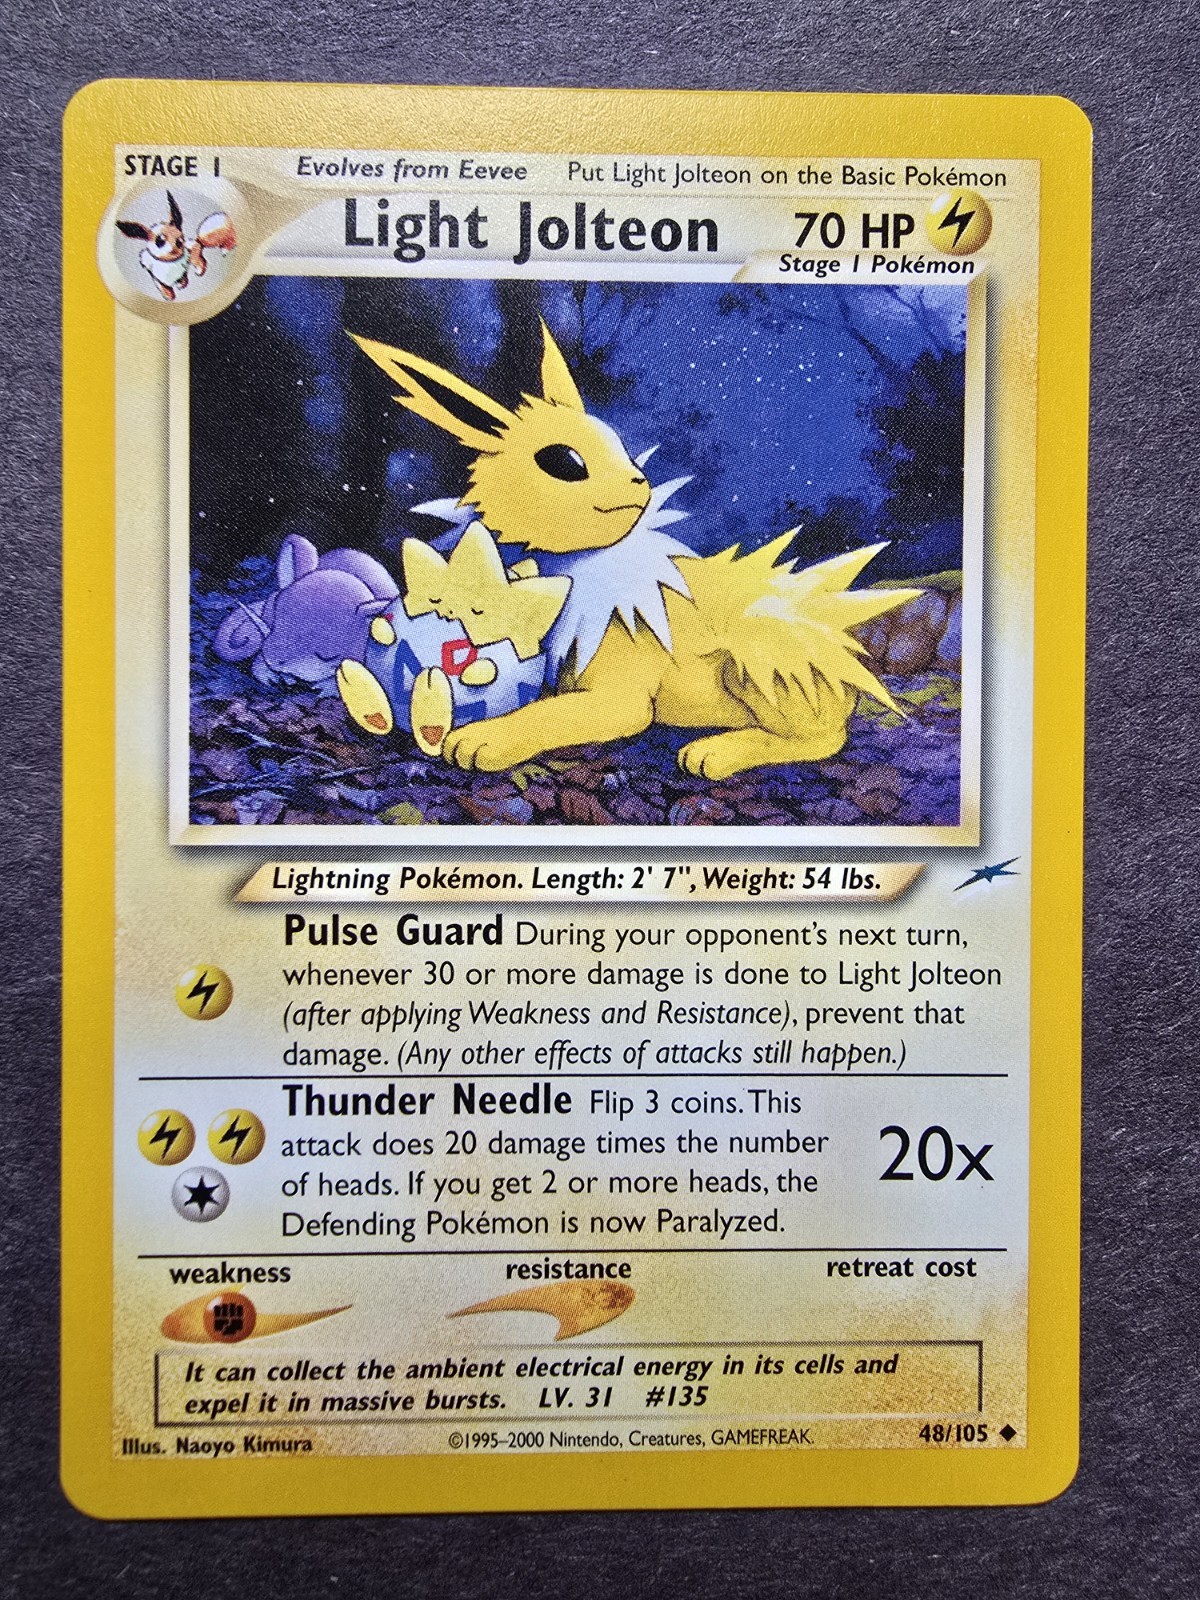 STAGE 1 Evolves from Eevee Put Light Jolteon on the Basic Pokémon
Light Jolteon 70 HP
Stage 1 Pokémon
Lightning Pokémon. Length: 2' 7", Weight: 54 lbs.
Pulse Guard During your opponent's next turn,
whenever 30 or more damage is done to Light Jolteon
(after applying Weakness and Resistance), prevent that
damage. (Any other effects of attacks still happen.)
Thunder Needle Flip 3 coins. This
attack does 20 damage times the number
of heads. If you get 2 or more heads, the
Defending Pokémon is now Paralyzed.
20x
weakness resistance retreat cost
It can collect the ambient electrical energy in its cells and
expel it in massive bursts. LV. 31 #135
Illus. Naoyo Kimura ©1995-2000 Nintendo, Creatures, GAMEFREAK. 48/105 ◆